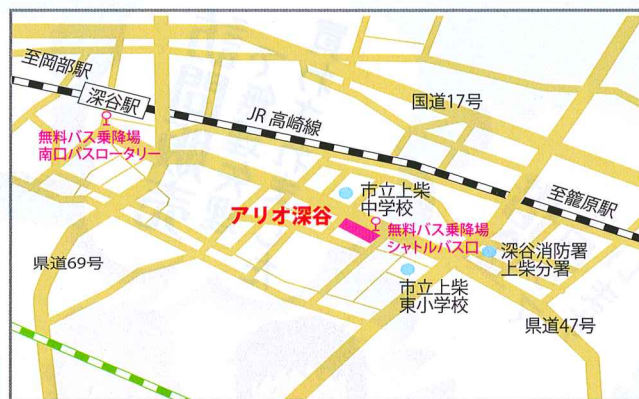 至岡部駅
深谷駅
無料バス乗降場
南口バスロータリー
JR 高崎線
国道17号
至籠原駅
市立上柴
中学校
アリオ深谷
無料バス乗降場
シャトルバス口
深谷消防署
上柴分署
市立上柴
東小学校
県道69号
県道47号